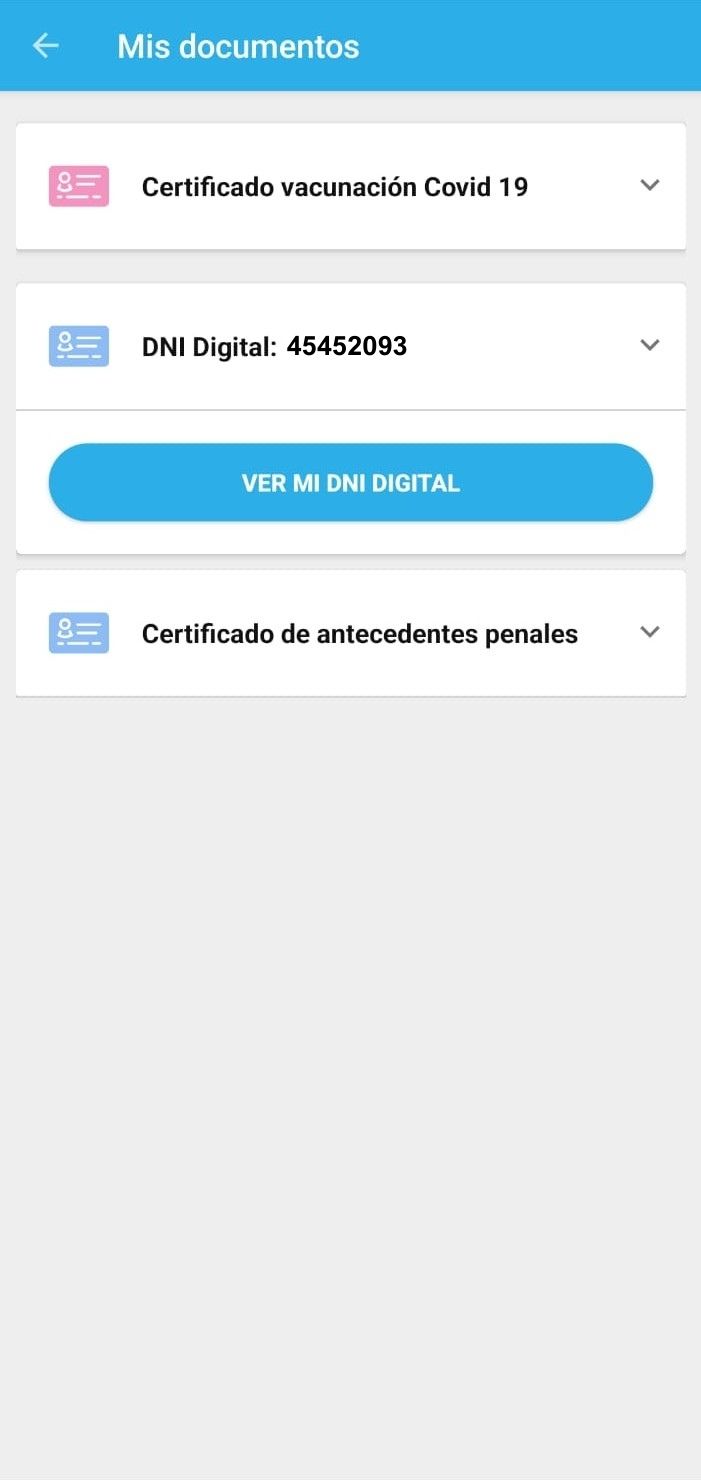 Mis documentos
Certificado vacunación Covid 19
DNI Digital: 45452093
VER MI DNI DIGITAL
Certificado de antecedentes penales